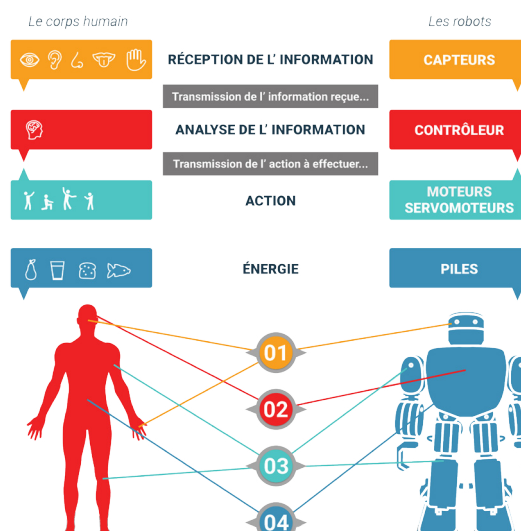 Le corps humain
Les robots
RÉCEPTION DE L' INFORMATION
CAPTEURS
Transmission de l' information reçue...
ANALYSE DE L' INFORMATION
CONTRÔLEUR
Transmission de l' action à effectuer...
ACTION
MOTEURS
SERVOMOTEURS
ÉNERGIE
PILES
01
02
03
04